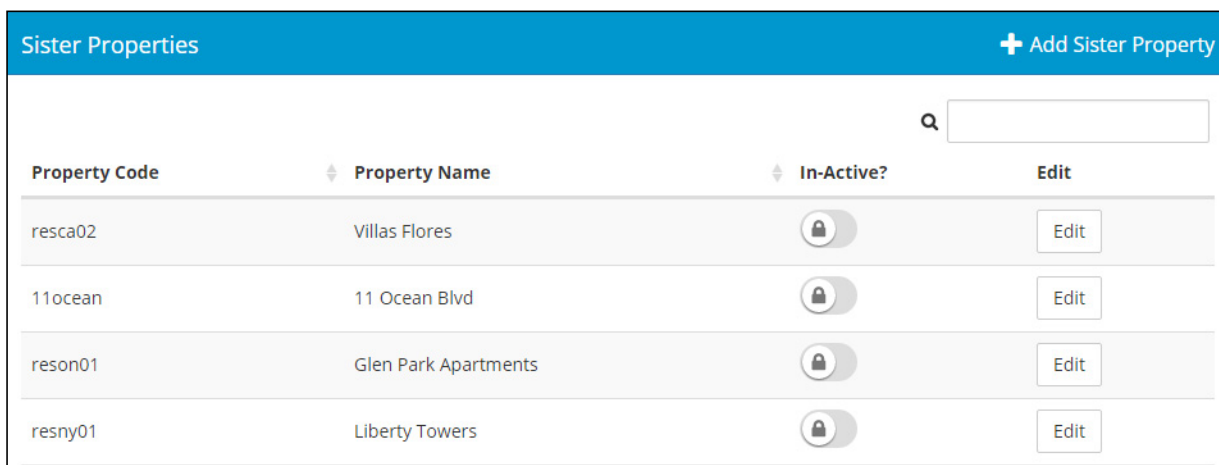 Sister Properties Add Sister Property
Property Code Property Name In-Active? Edit
resca02 Villas Flores Edit
11ocean 11 Ocean Blvd Edit
reson01 Glen Park Apartments Edit
resny01 Liberty Towers Edit